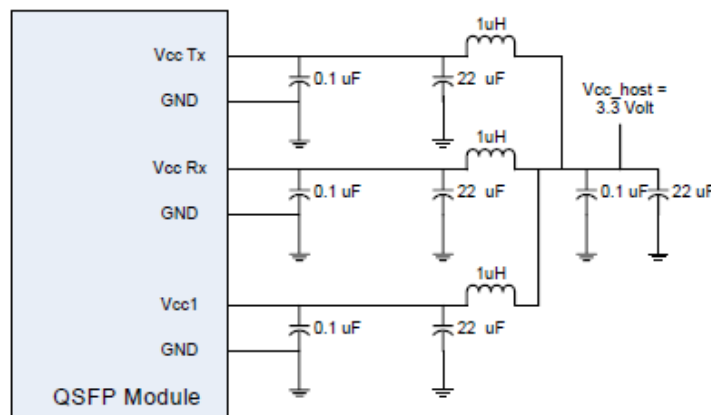 1uH
Vcc Tx
0.1 uF
22 uF
GND
Vcc_host =
3.3 Volt
1uH
Vcc Rx
0.1 uF
22 uF
0.1 uF
22 uF
GND
1uH
Vcc1
0.1 uF
22 uF
GND
QSFP Module